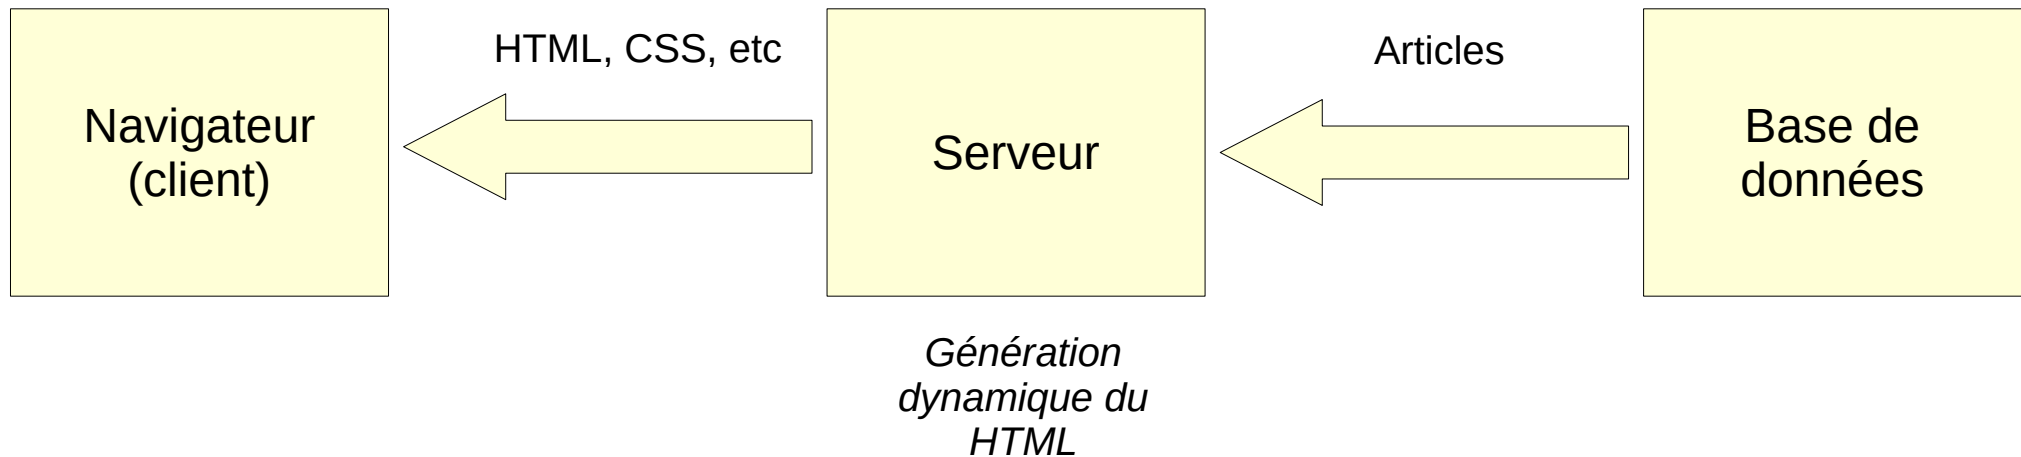 Navigateur
(client)
HTML, CSS, etc
Serveur
Génération
dynamique du
HTML
Articles
Base de
données